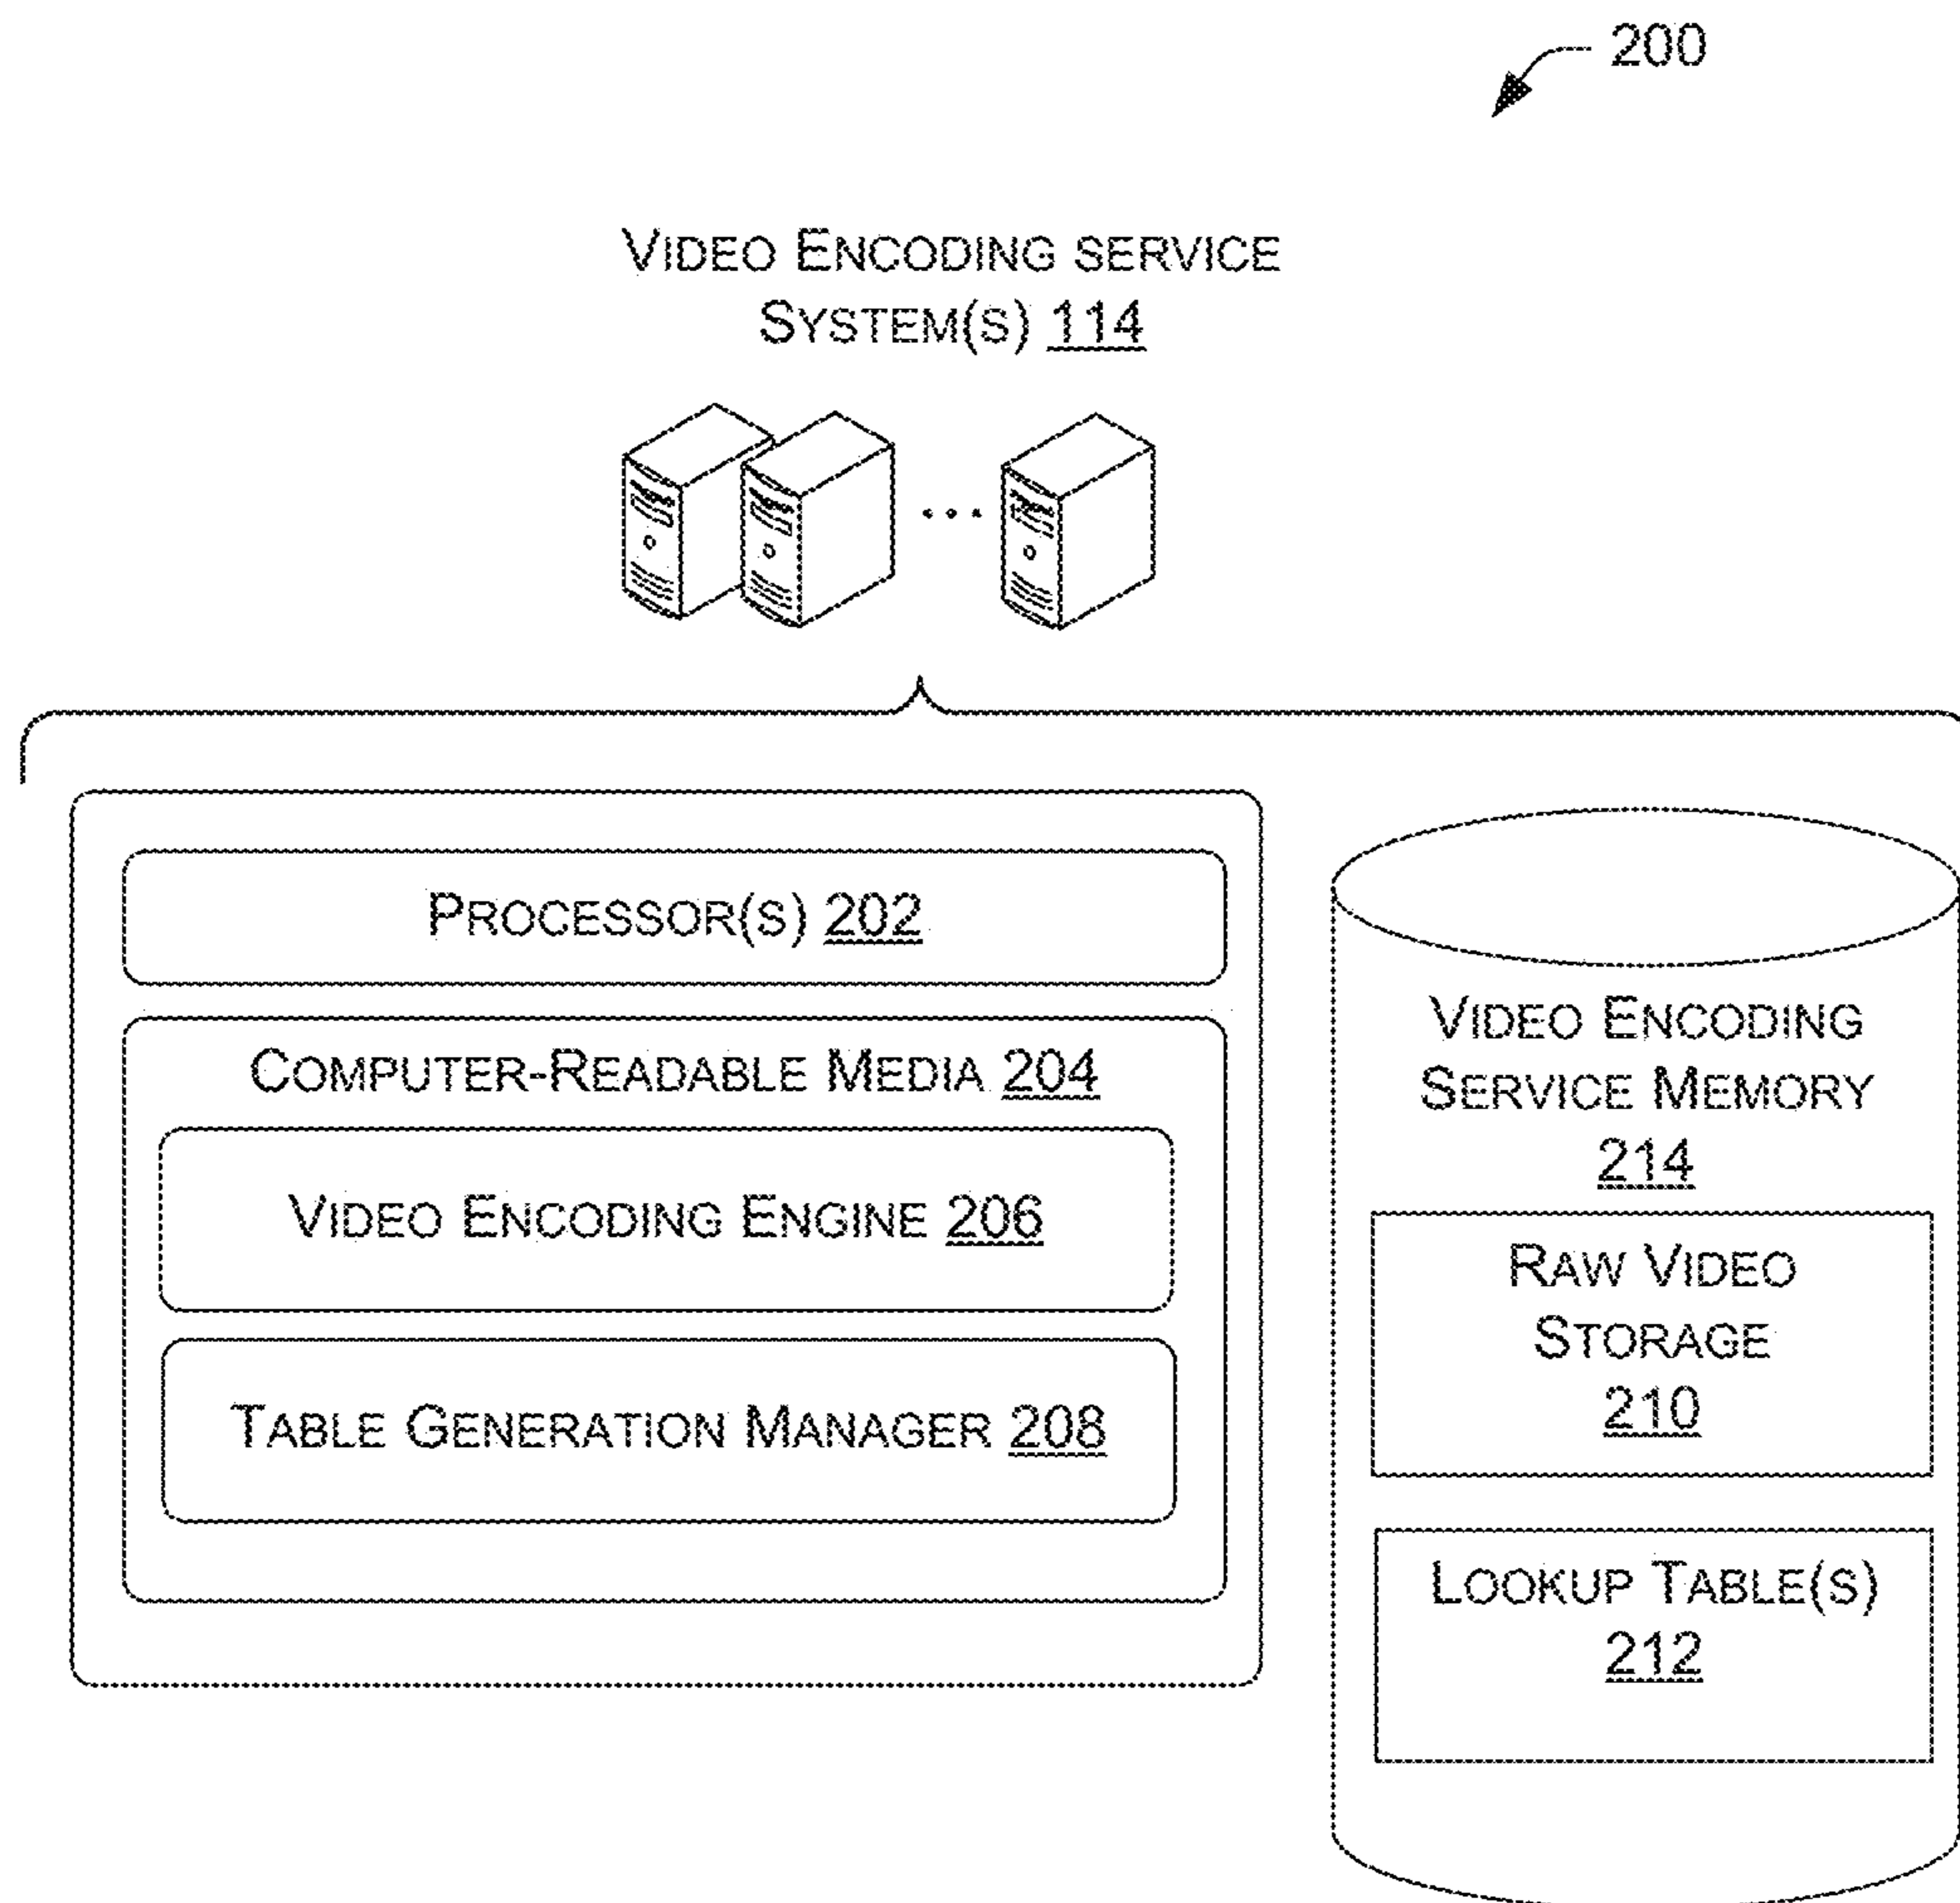 200
VIDEO ENCODING SERVICE
SYSTEM(S) 114
PROCESSOR(S) 202
COMPUTER-READABLE MEDIA 204
VIDEO ENCODING ENGINE 206
TABLE GENERATION MANAGER 208
VIDEO ENCODING
SERVICE MEMORY
214
RAW VIDEO
STORAGE
210
LOOKUP TABLE(S)
212